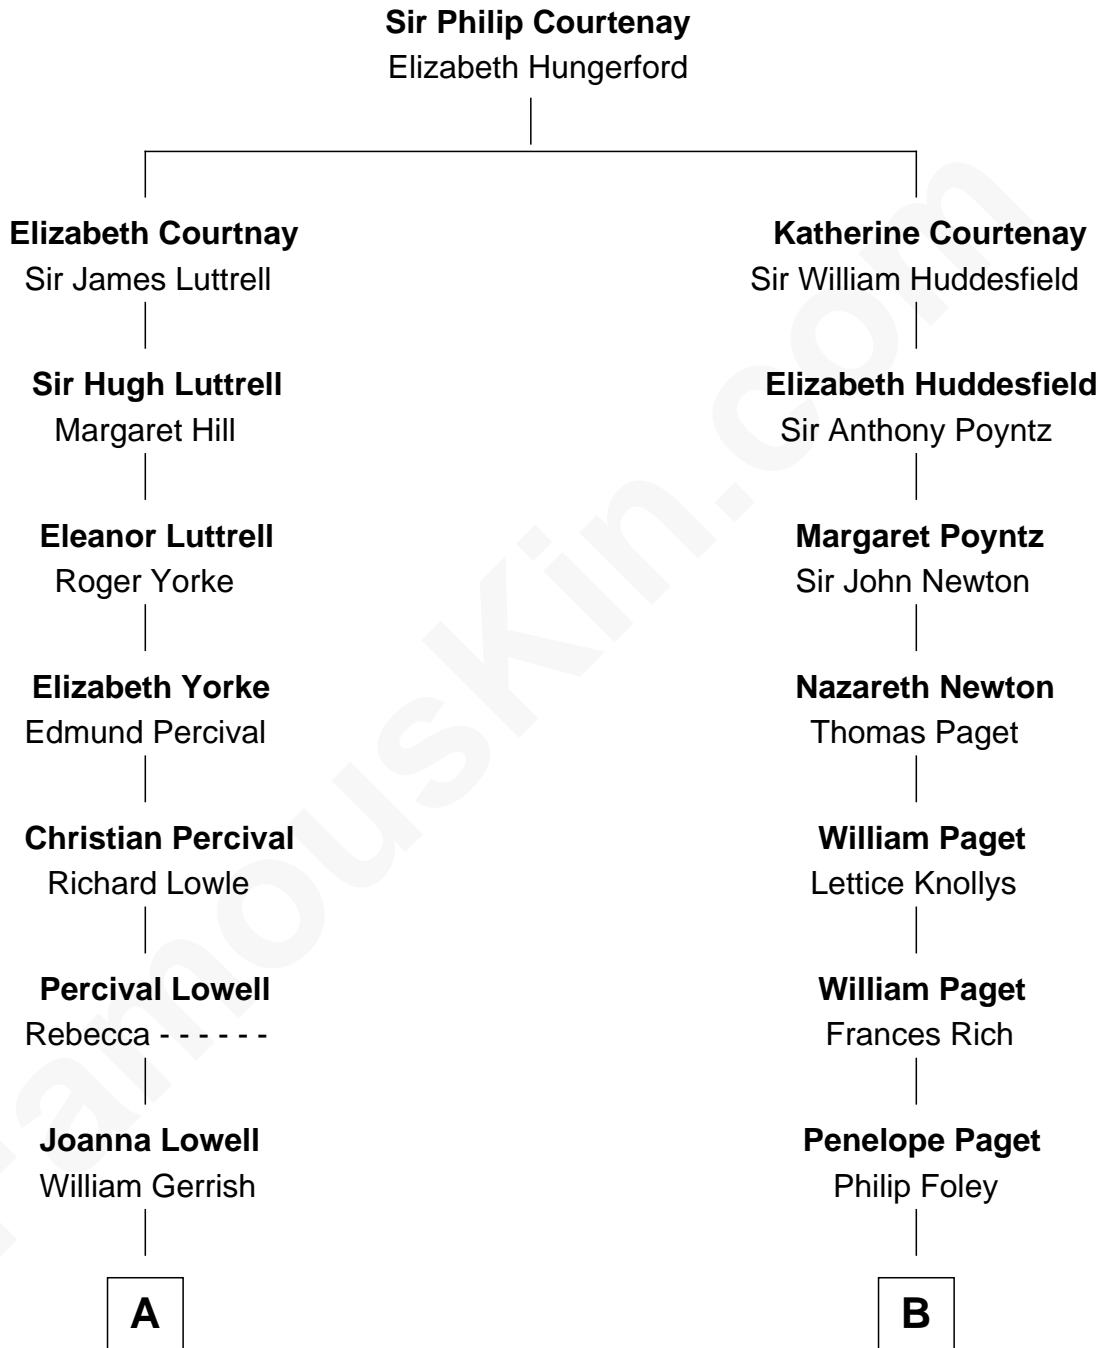 Sir Philip Courtenay
Elizabeth Hungerford
Elizabeth Courtnay
Sir James Luttrell
Katherine Courtenay
Sir William Huddesfield
Sir Hugh Luttrell
Margaret Hill
Elizabeth Huddesfield
Sir Anthony Poyntz
Eleanor Luttrell
Roger Yorke
Margaret Poyntz
Sir John Newton
Elizabeth Yorke
Edmund Percival
Nazareth Newton
Thomas Paget
Christian Percival
Richard Lowle
William Paget
Lettice Knollys
Percival Lowell
Rebecca - - - - - -
William Paget
Frances Rich
Joanna Lowell
William Gerrish
Penelope Paget
Philip Foley
A
B
FamousKin.com